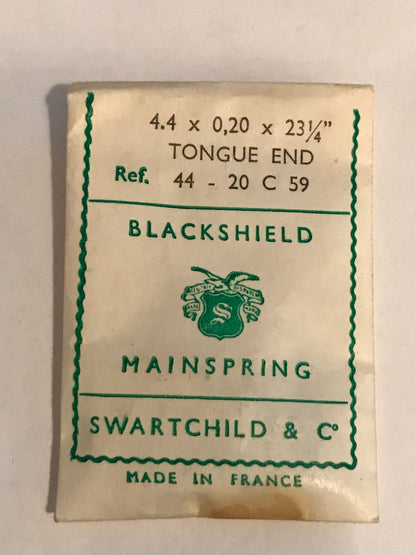 4.4 x 0,20 x 23¼"
TONGUE END
Ref. 44 - 20 C 59
BLACKSHIELD
S
MAINSPRING
SWARTCHILD & Cº
MADE IN FRANCE